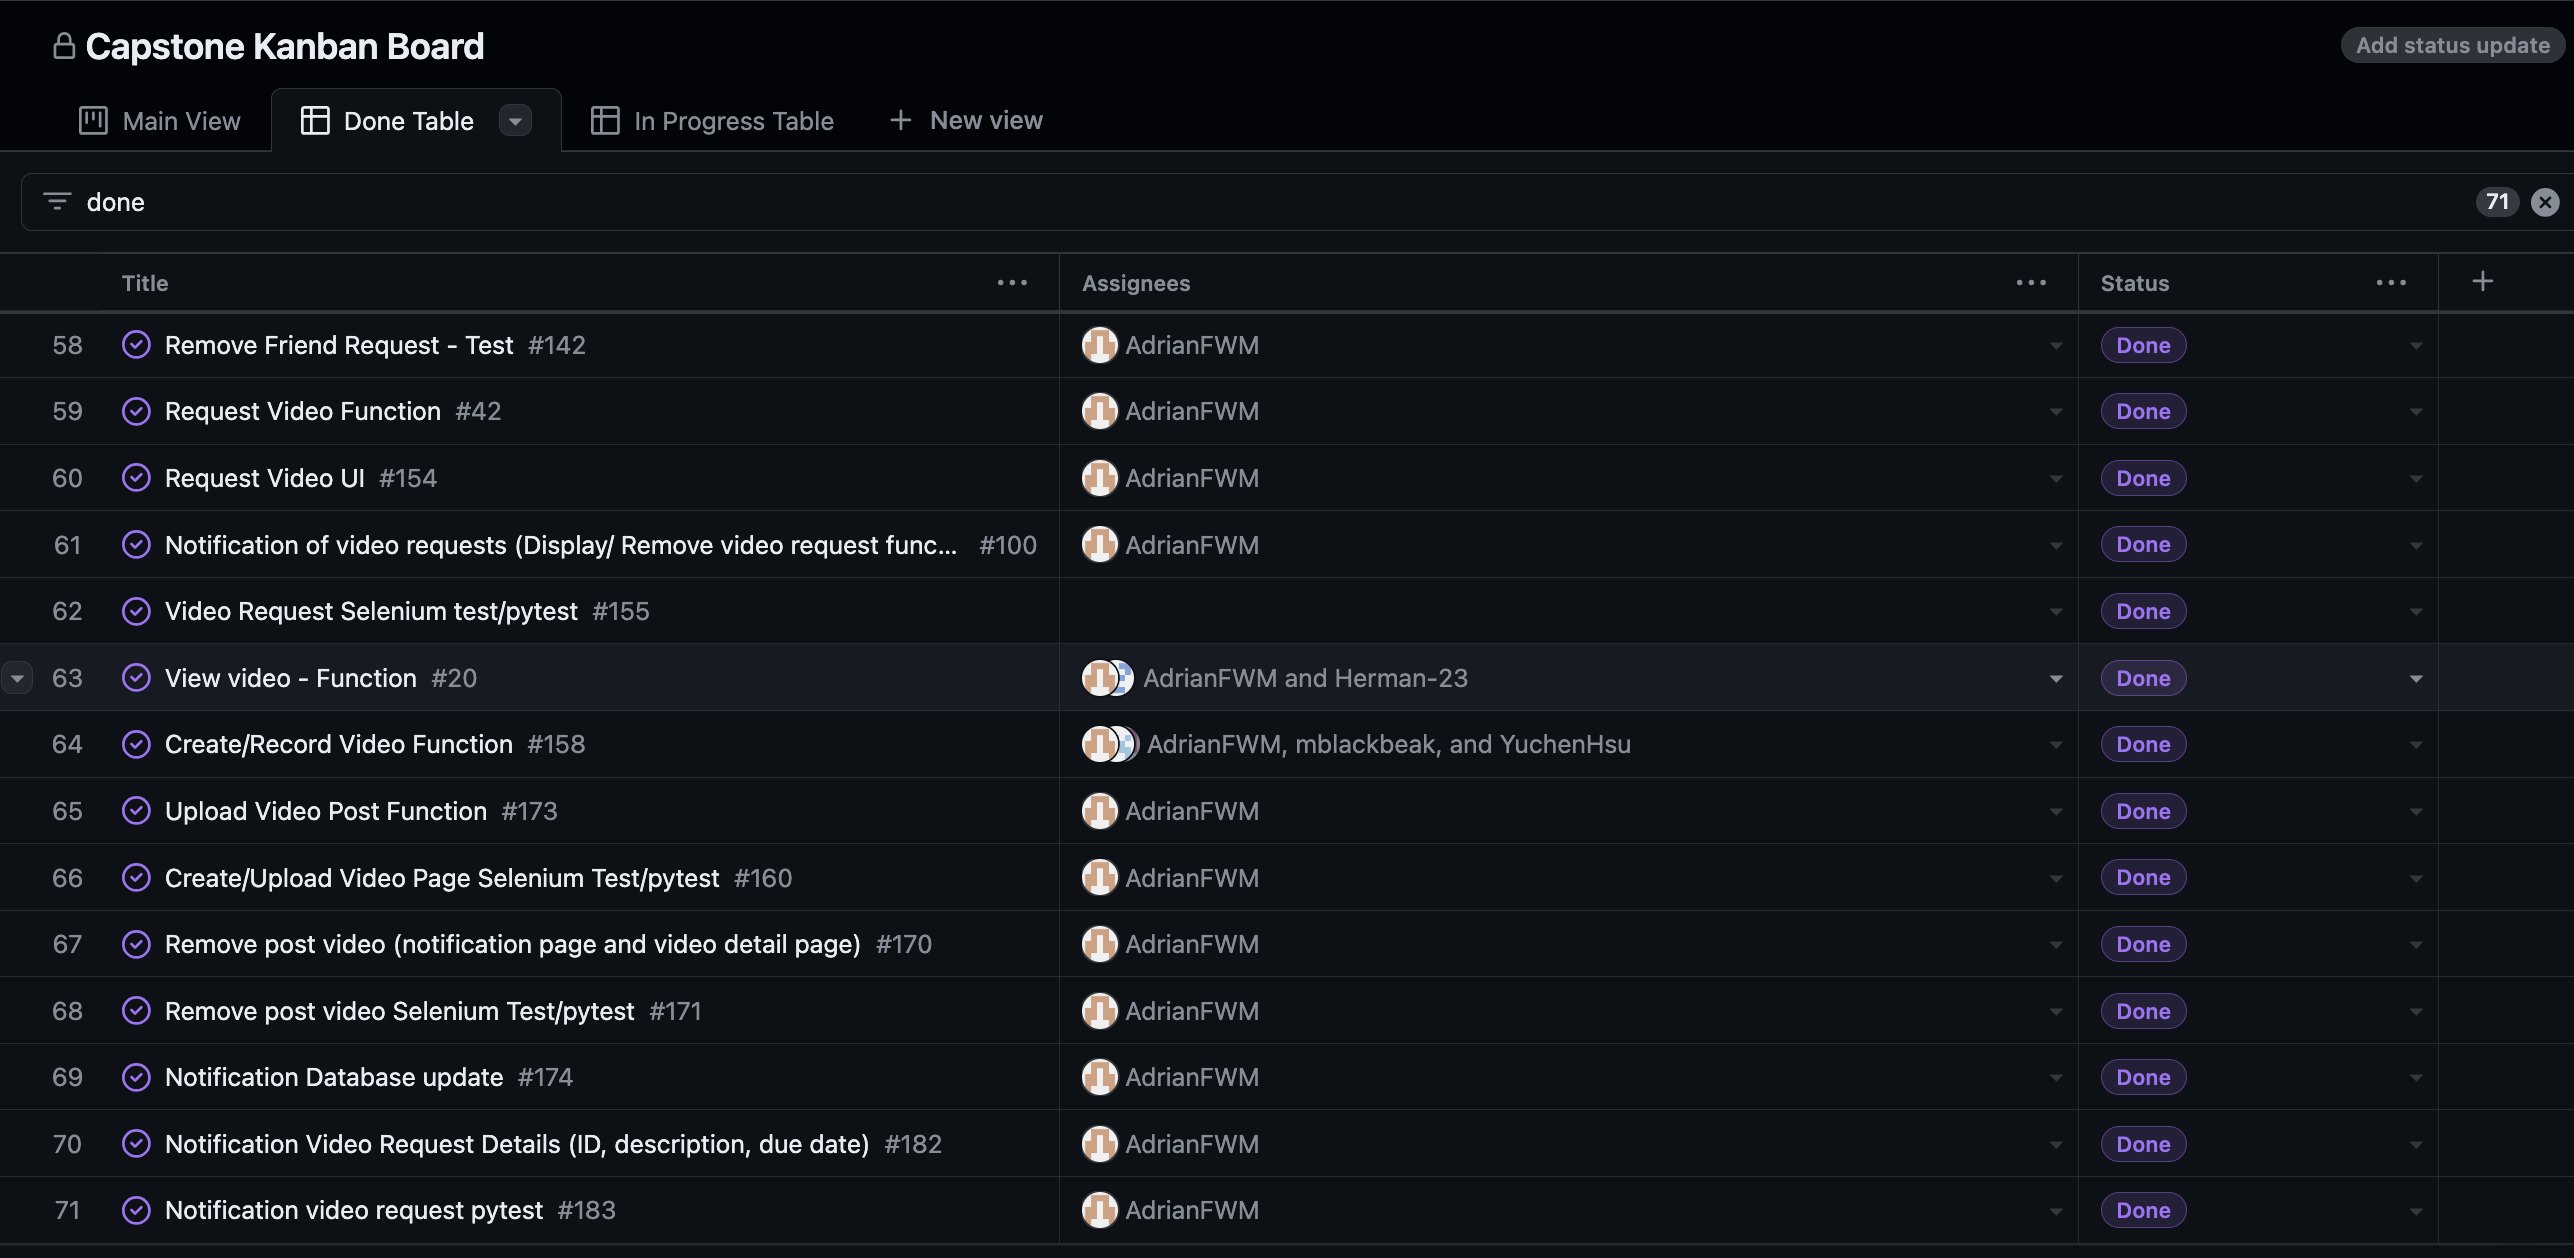 Capstone Kanban Board
Add status update
Main View
Done Table
In Progress Table
New view
done
71
Title
Assignees
Status
58 Remove Friend Request - Test #142 AdrianFWM Done
59 Request Video Function #42 AdrianFWM Done
60 Request Video UI #154 AdrianFWM Done
61 Notification of video requests (Display/ Remove video request func... #100 AdrianFWM Done
62 Video Request Selenium test/pytest #155 Done
63 View video - Function #20 AdrianFWM and Herman-23 Done
64 Create/Record Video Function #158 AdrianFWM, mblackbeak, and YuchenHsu Done
65 Upload Video Post Function #173 AdrianFWM Done
66 Create/Upload Video Page Selenium Test/pytest #160 AdrianFWM Done
67 Remove post video (notification page and video detail page) #170 AdrianFWM Done
68 Remove post video Selenium Test/pytest #171 AdrianFWM Done
69 Notification Database update #174 AdrianFWM Done
70 Notification Video Request Details (ID, description, due date) #182 AdrianFWM Done
71 Notification video request pytest #183 AdrianFWM Done